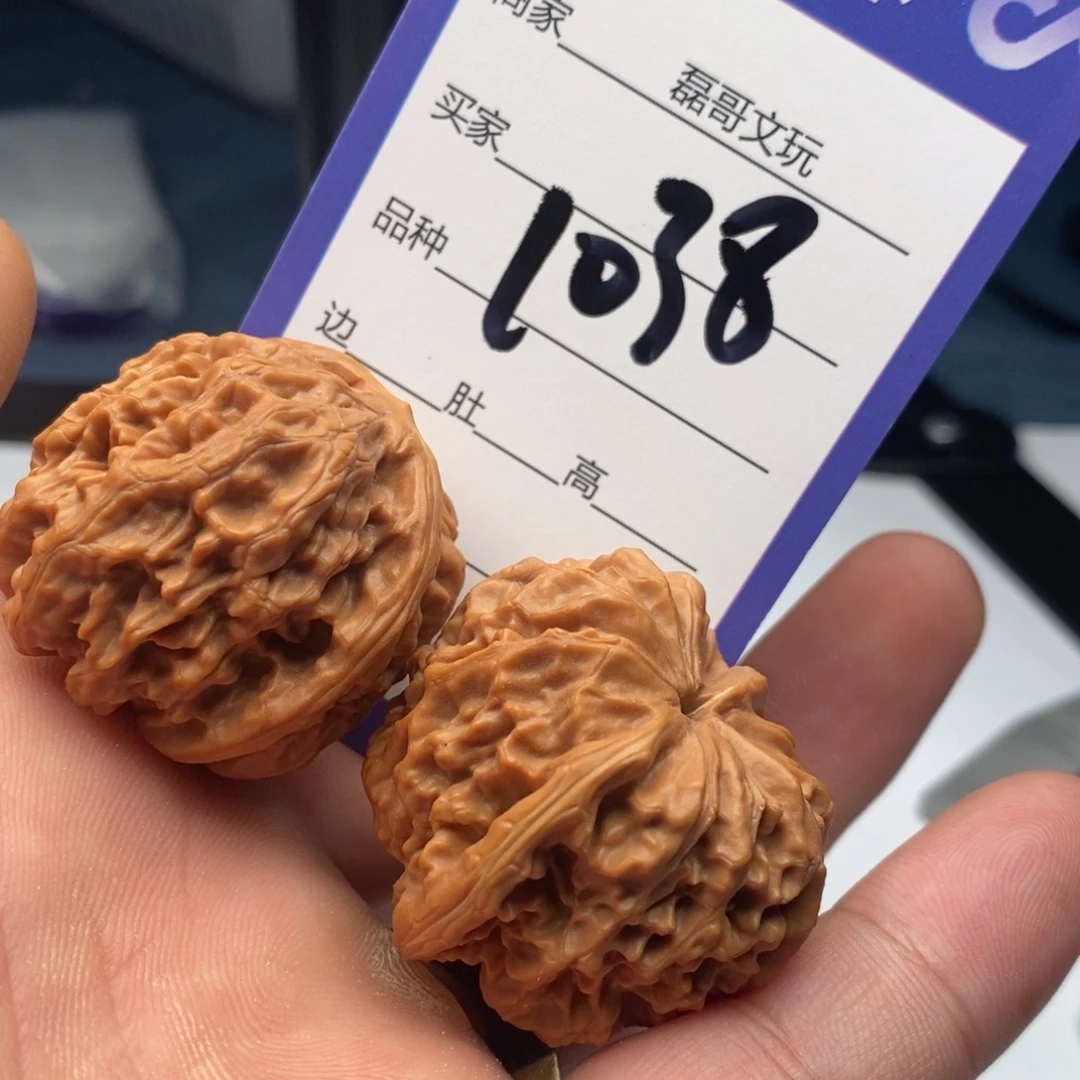 商家 磊哥文玩
买家
1038
品种
边 肚 高